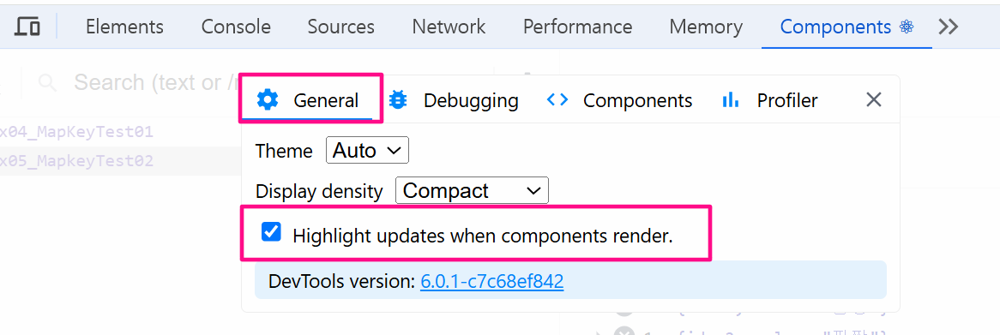 Elements Console Sources Network Performance Memory Components
Search (text or /r
General Debugging Components Profiler
x04_MapKeyTest01
Theme Auto
x05_MapkeyTest02
Display density Compact
Highlight updates when components render.
DevTools version: 6.0.1-c7c68ef842